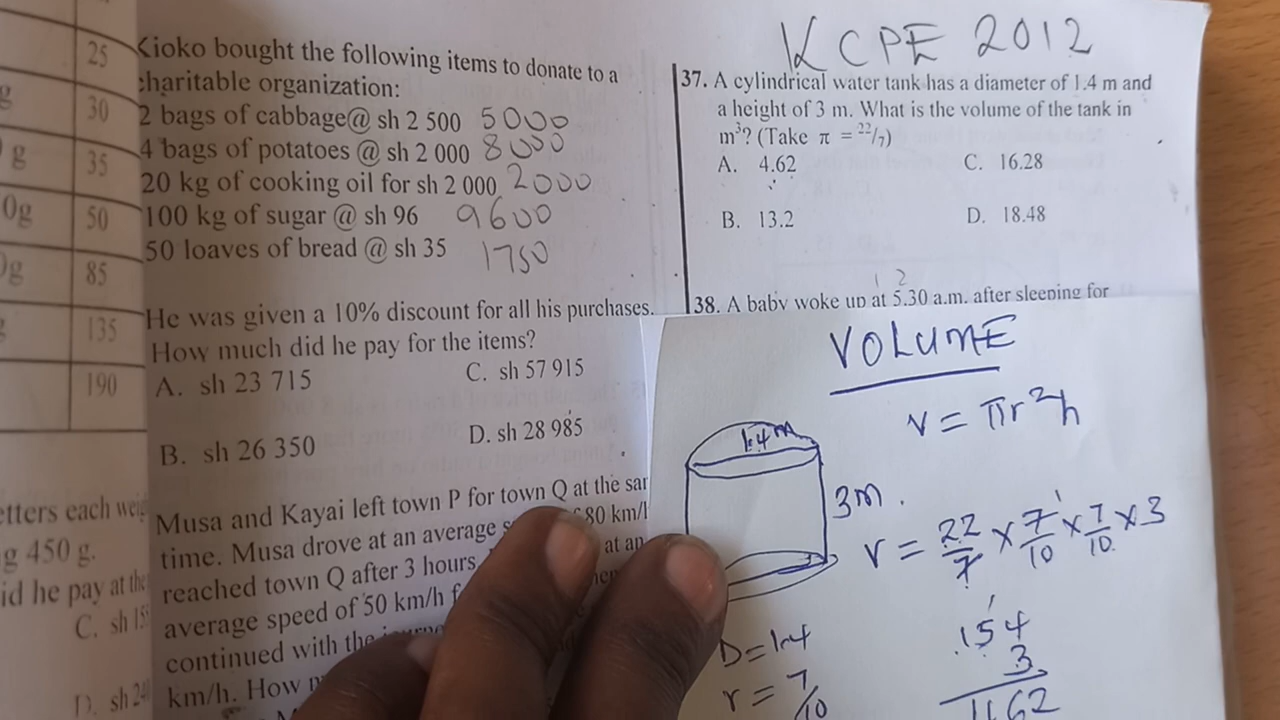 25
30
35
50
85
135
190
g
g
0g
g
etters each
g 450 g.
id he pay at the
C. sh
D. sh
Kioko bought the following items to donate to a
charitable organization:
2 bags of cabbage@ sh 2 500 5000
4 bags of potatoes @ sh 2 000 8000
20 kg of cooking oil for sh 2 000 2000
100 kg of sugar @ sh 96 9600
50 loaves of bread @ sh 35 1750
He was given a 10% discount for all his purchases.
How much did he pay for the items?
A. sh 23 715
C. sh 57 915
B. sh 26 350
D. sh 28 985
Musa and Kayai left town P for town Q at the
time. Musa drove at an average 80 km/
reached town Q after 3 hours. at an
average speed of 50 km/h
continued with the
km/h. How
KCPE 2012
37. A cylindrical water tank has a diameter of 1.4 m and
a height of 3 m. What is the volume of the tank in
m³? (Take π = 22/7)
A. 4.62
C. 16.28
B. 13.2
D. 18.48
12
38. A baby woke up at 5.30 a.m. after sleeping for
VOLUME
V = πr²h
1.4m
3m.
V = 22/7 × 7/10 × 7/10 × 3
D = 1.4
r = 7/10
1
154
3